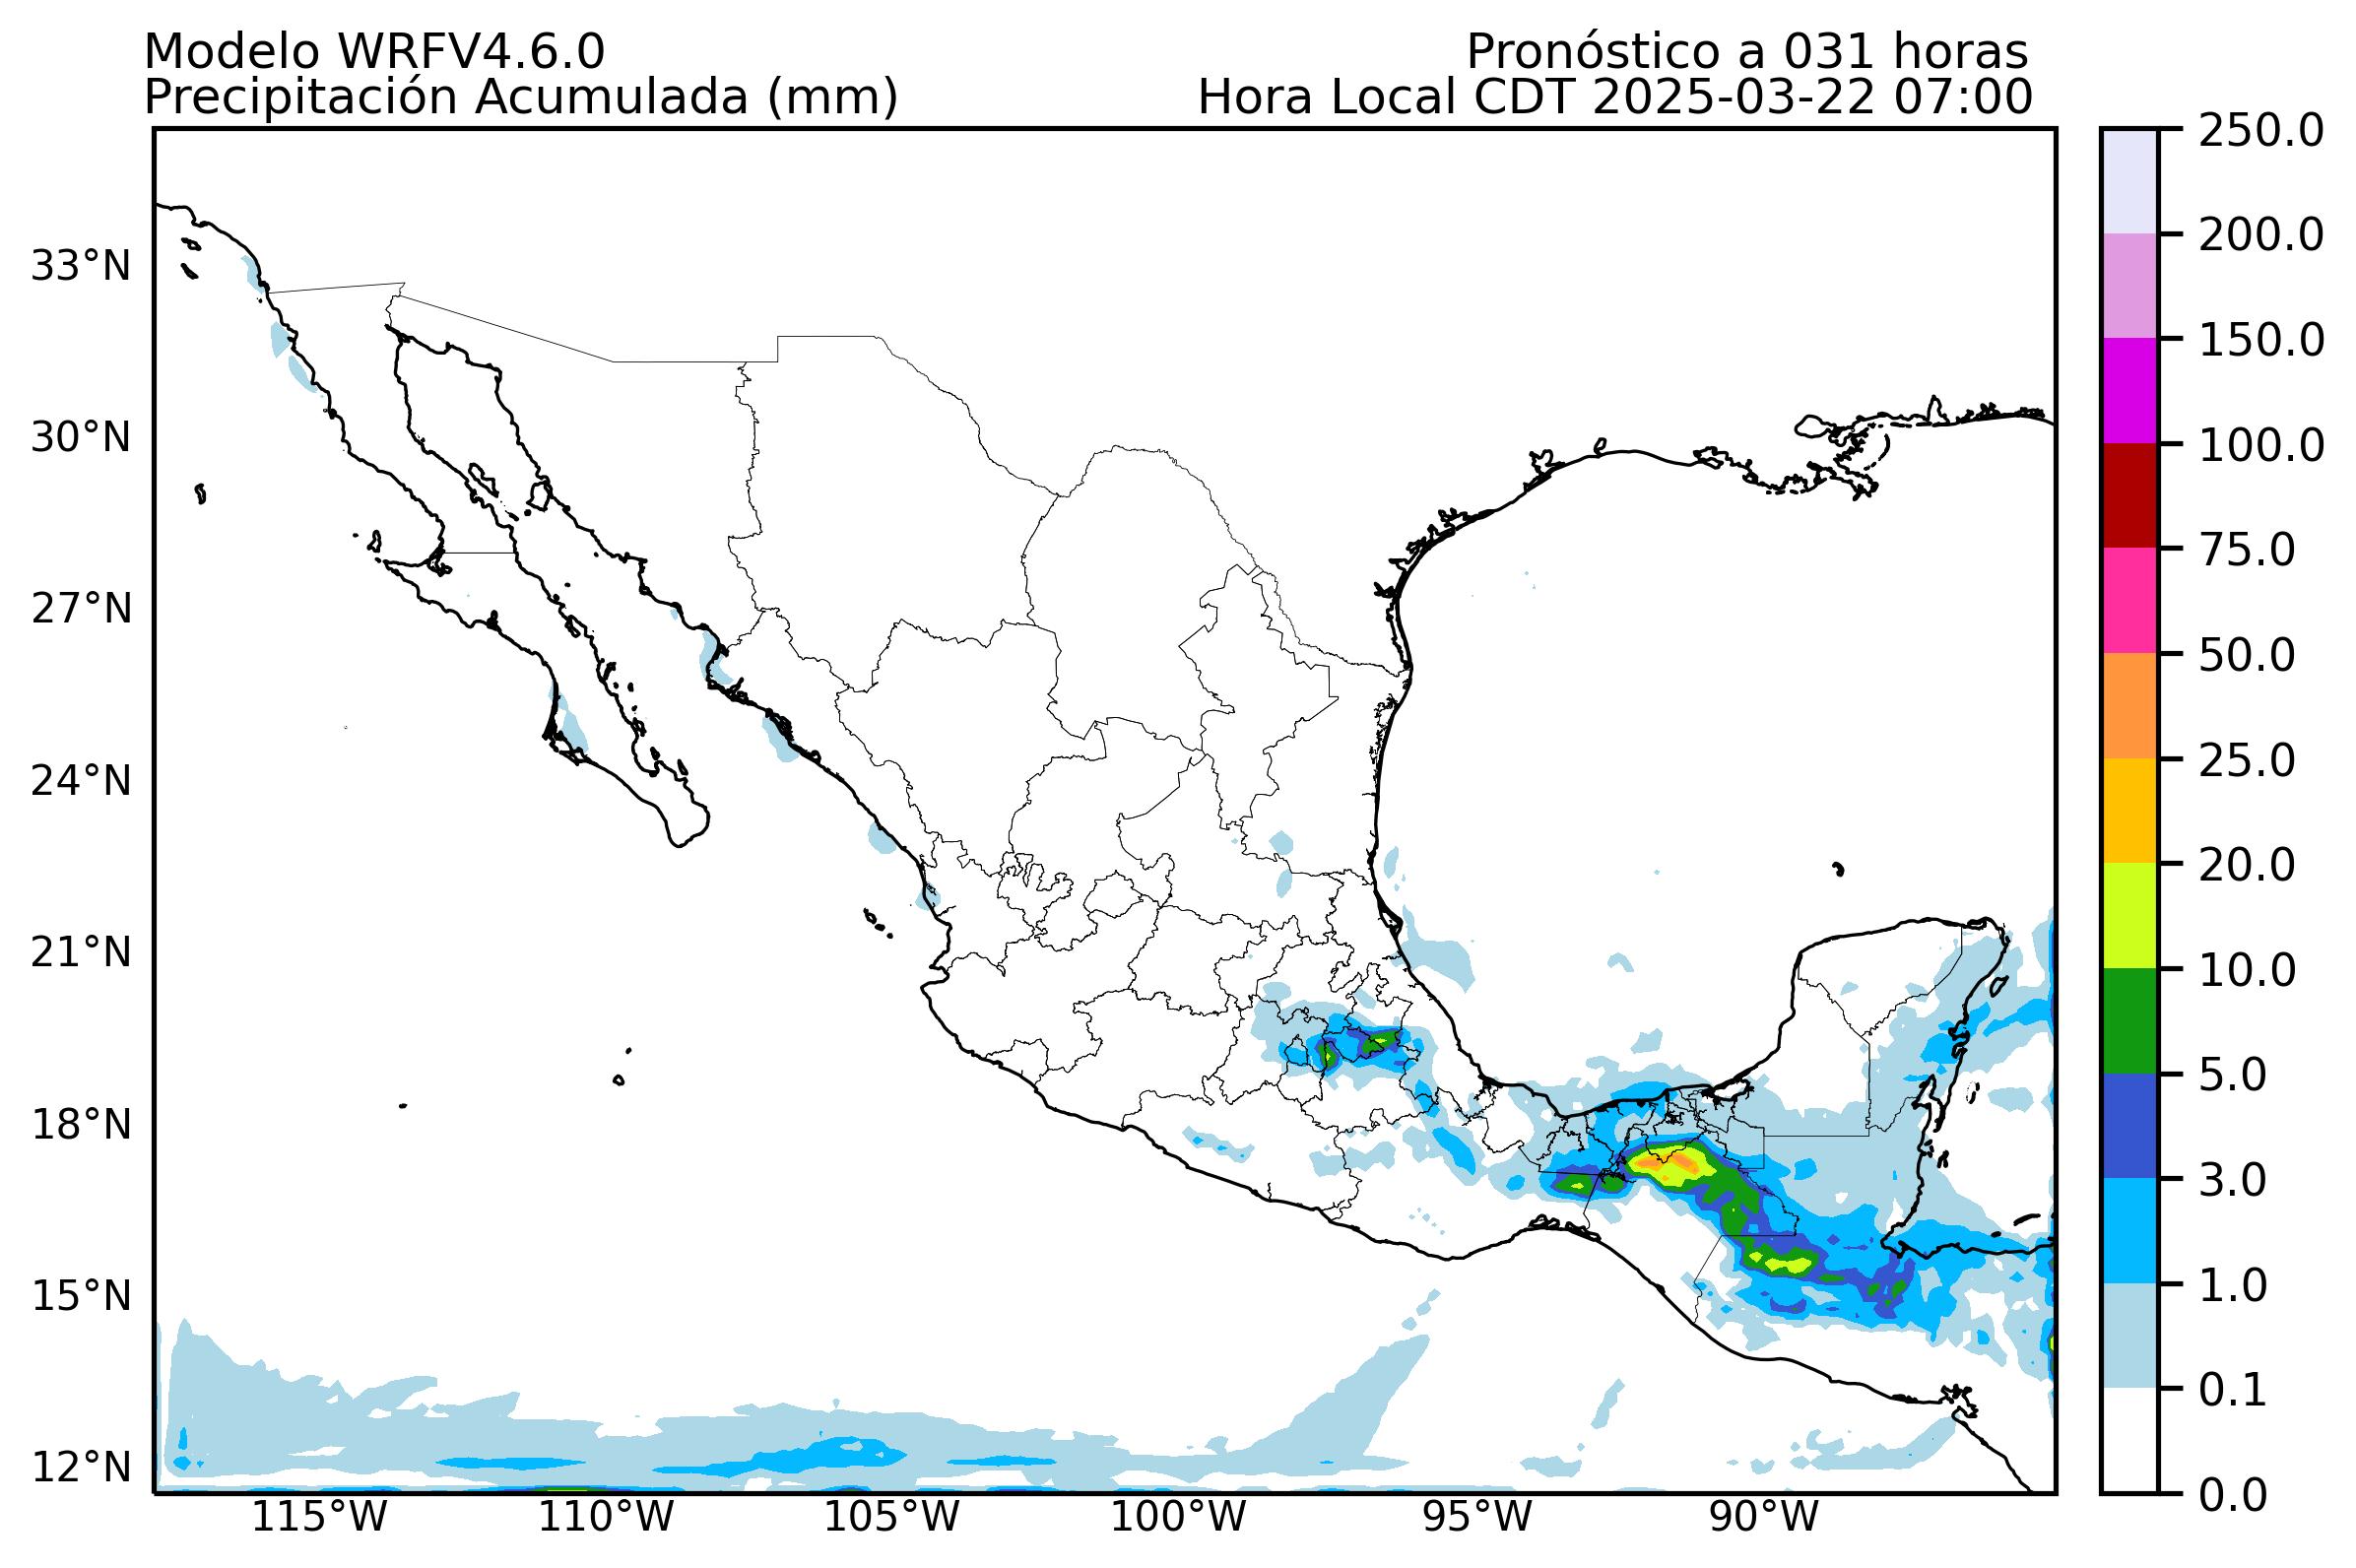 Modelo WRFV4.6.0
Pronóstico a 031 horas
Precipitación Acumulada (mm)
Hora Local CDT 2025-03-22 07:00
33°N
30°N
27°N
24°N
21°N
18°N
15°N
12°N
115°W
110°W
105°W
100°W
95°W
90°W
250.0
200.0
150.0
100.0
75.0
50.0
25.0
20.0
10.0
5.0
3.0
1.0
0.1
0.0